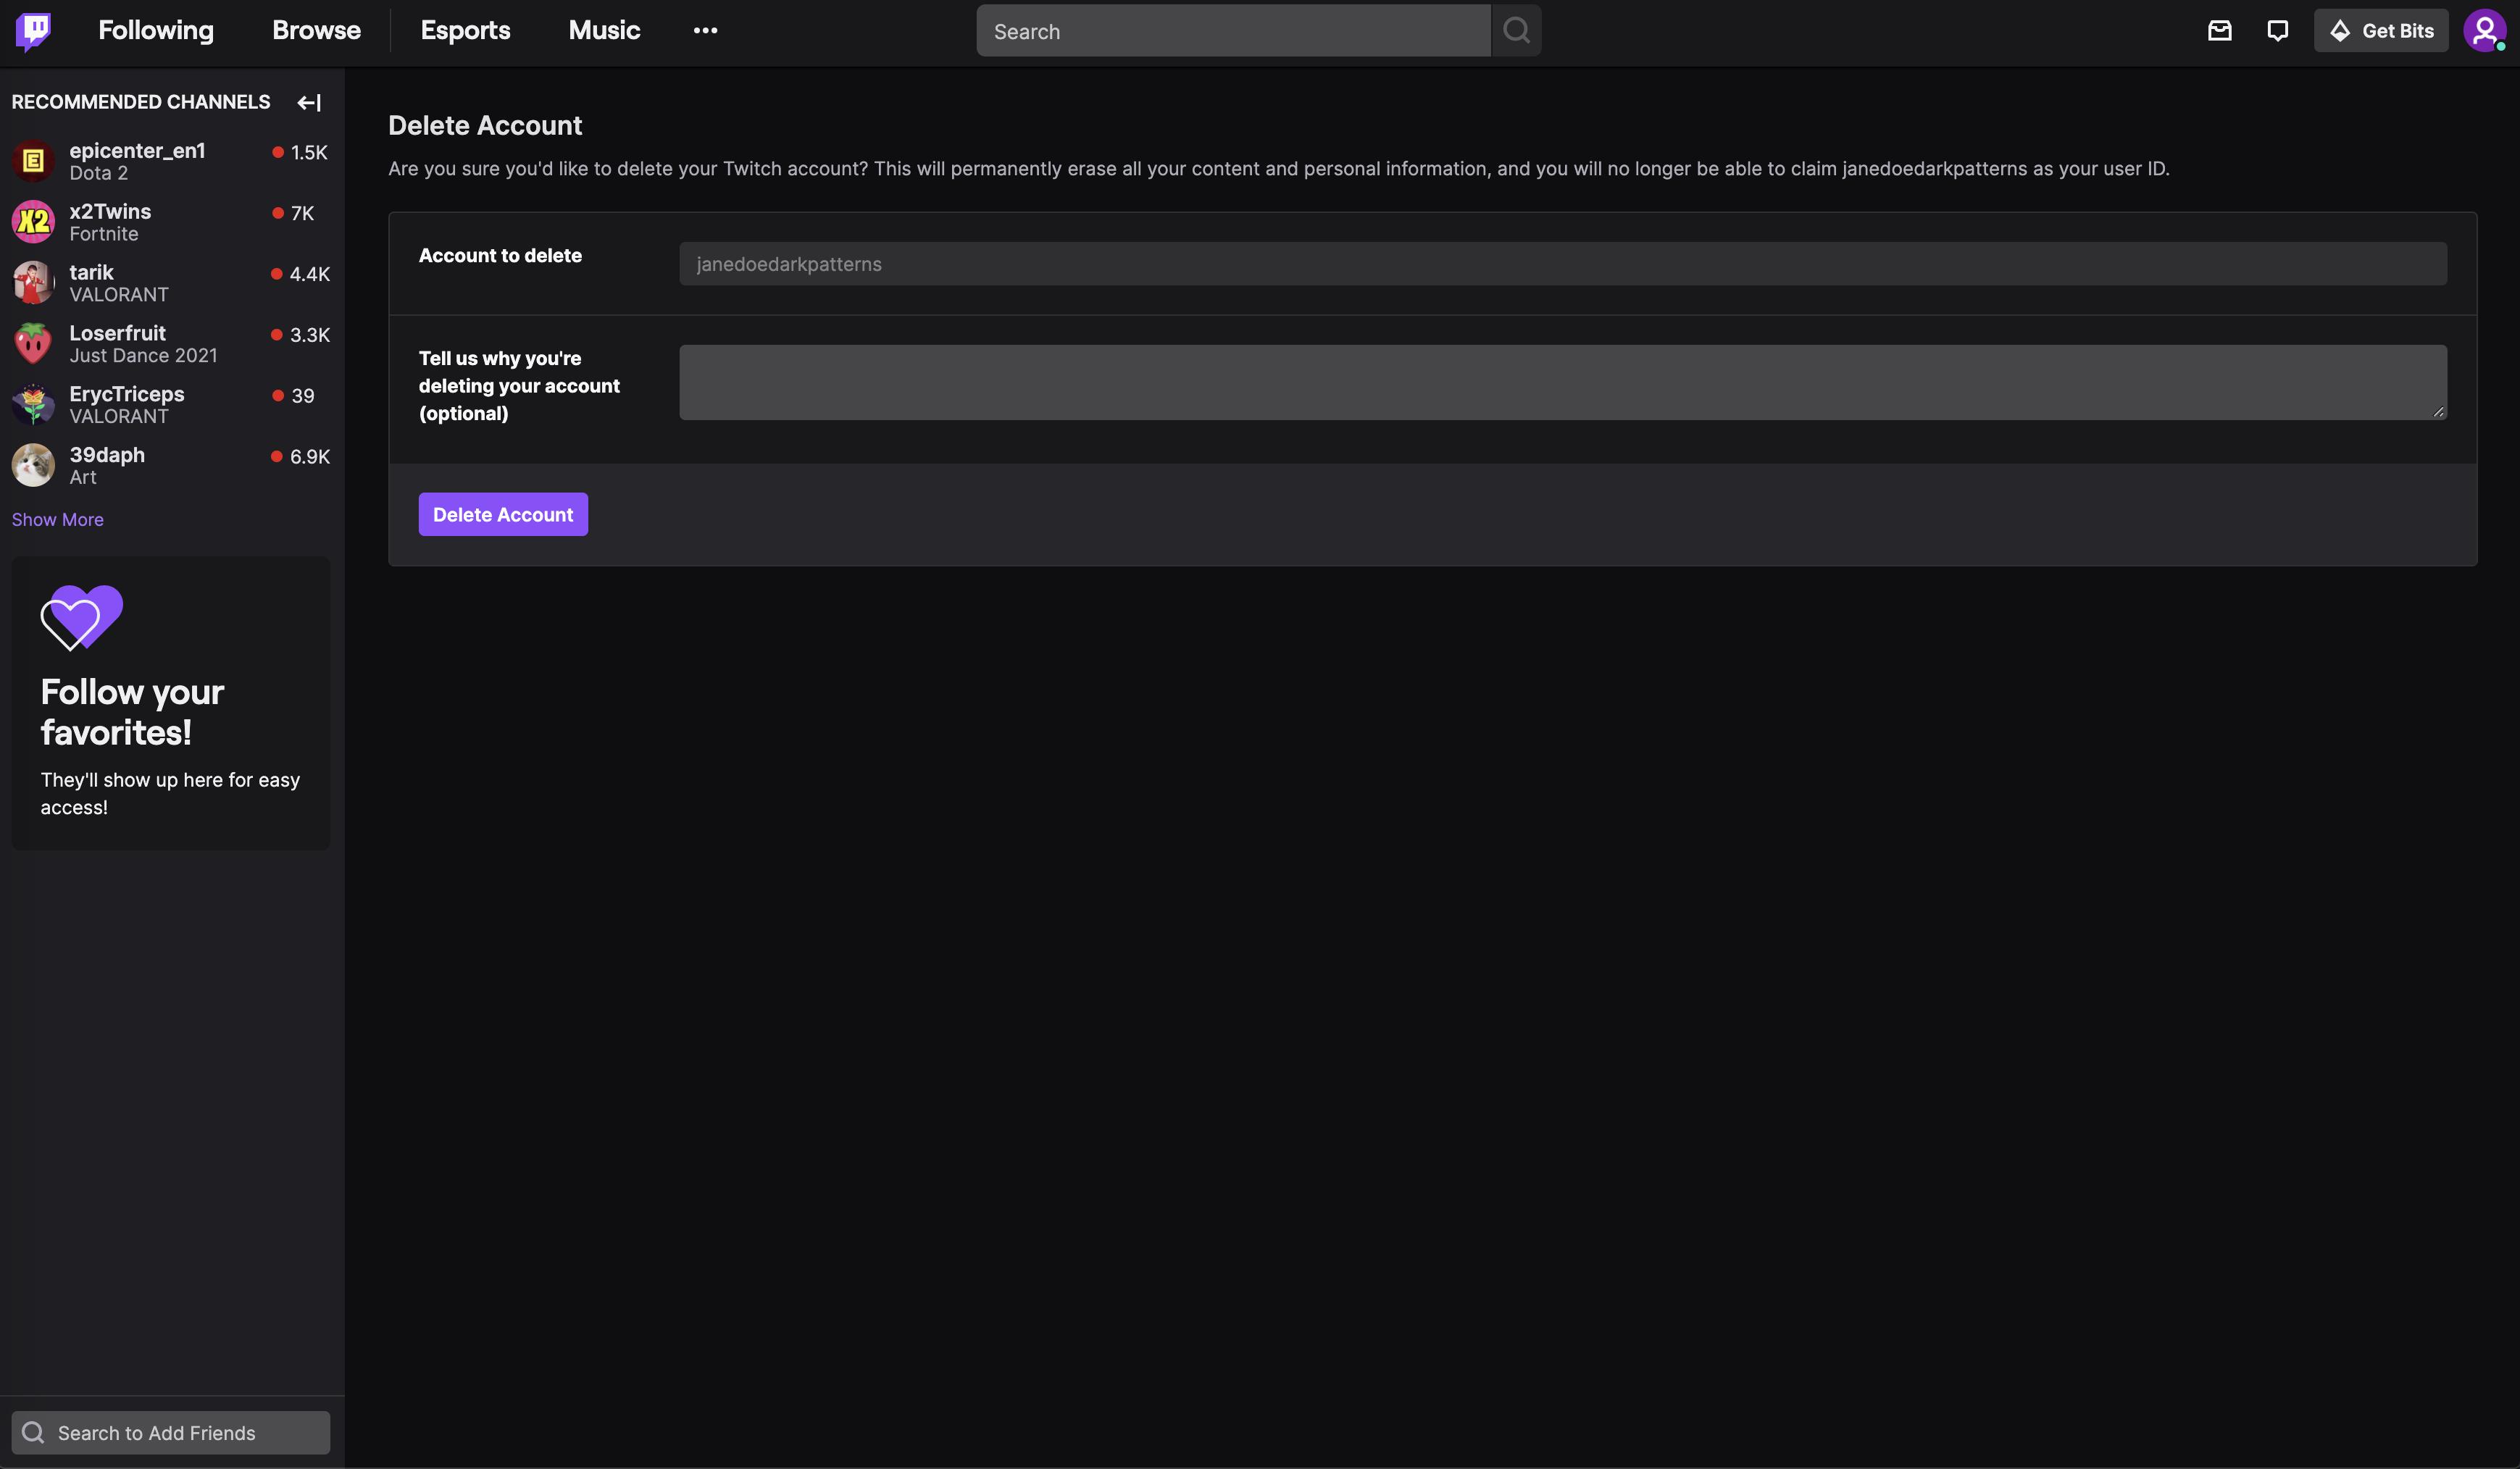 Following
Browse
Esports
Music
Search
Get Bits
RECOMMENDED CHANNELS
epicenter_en1
1.5K
Dota 2
x2Twins
7K
Fortnite
tarik
4.4K
VALORANT
Loserfruit
3.3K
Just Dance 2021
ErycTriceps
39
VALORANT
39daph
6.9K
Art
Show More
Follow your
favorites!
They'll show up here for easy
access!
Search to Add Friends
Delete Account
Are you sure you'd like to delete your Twitch account? This will permanently erase all your content and personal information, and you will no longer be able to claim janedoedarkpatterns as your user ID.
Account to delete
janedoedarkpatterns
Tell us why you're
deleting your account
(optional)
Delete Account